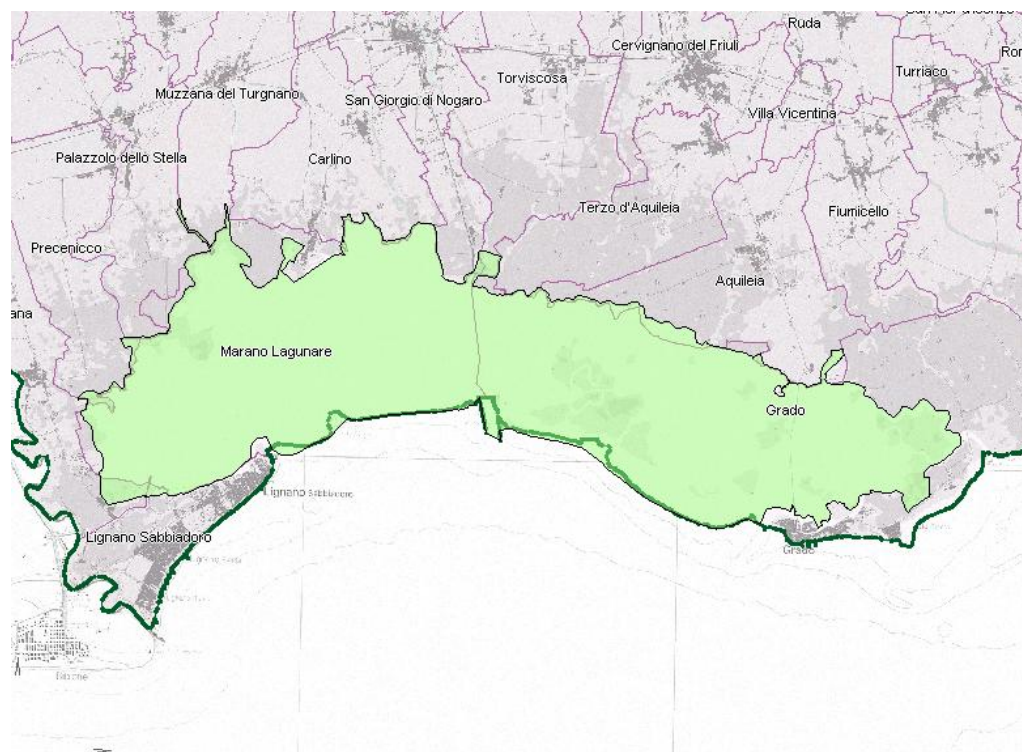 Ruda
Cervignano del Friuli
Turriaco
Torviscosa
Muzzana del Turgnano
San Giorgio di Nogaro
Villa Vicentina
Palazzolo dello Stella
Carlino
Terzo d'Aquileia
Fiumicello
Precenicco
Aquileia
Marano Lagunare
Grado
Lignano Sabbiadoro
Lignano Sabbiadoro
Grado